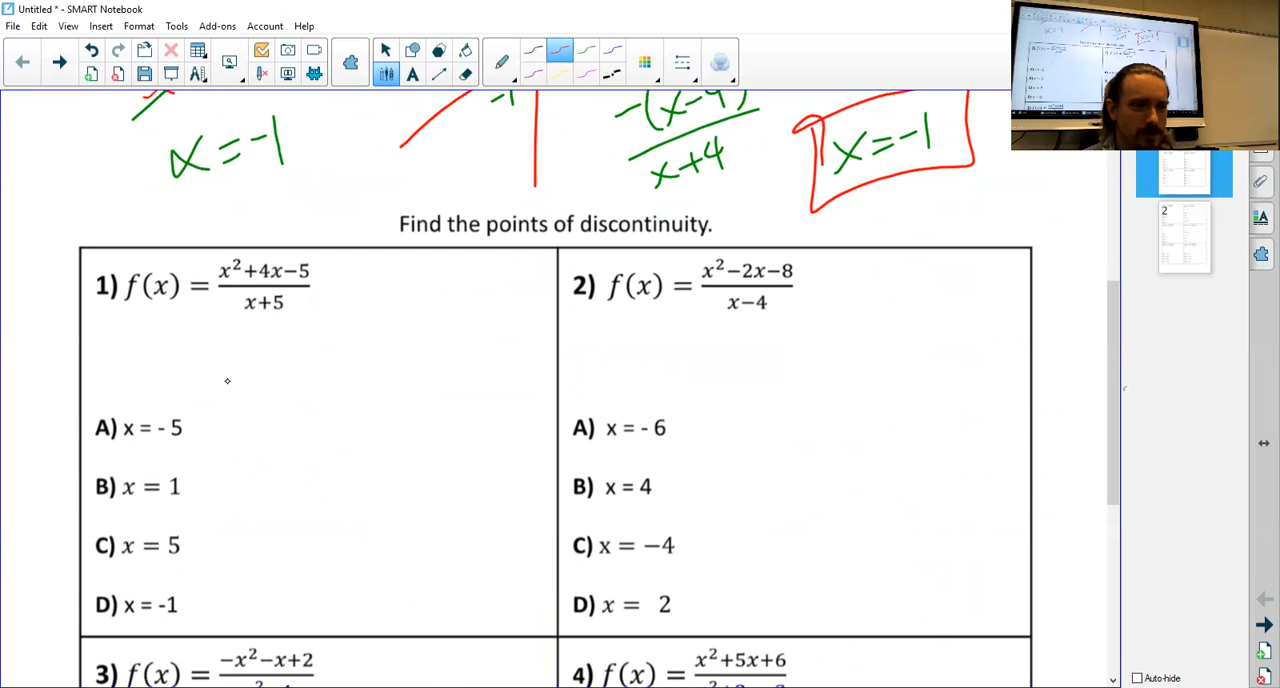 Untitled * - SMART Notebook
File Edit View Insert Format Tools Add-ons Account Help
-1
-(x-4)
x+4
x=-1
x=-1
Find the points of discontinuity.
1) f(x) = x²+4x−5
x+5
A) x = - 5
B) x = 1
C) x = 5
D) x = -1
2) f(x) = x²−2x−8
x−4
A) x = - 6
B) x = 4
C) x = −4
D) x = 2
3) f(x) = −x²−x+2
4) f(x) = x²+5x+6
2
Auto-hide